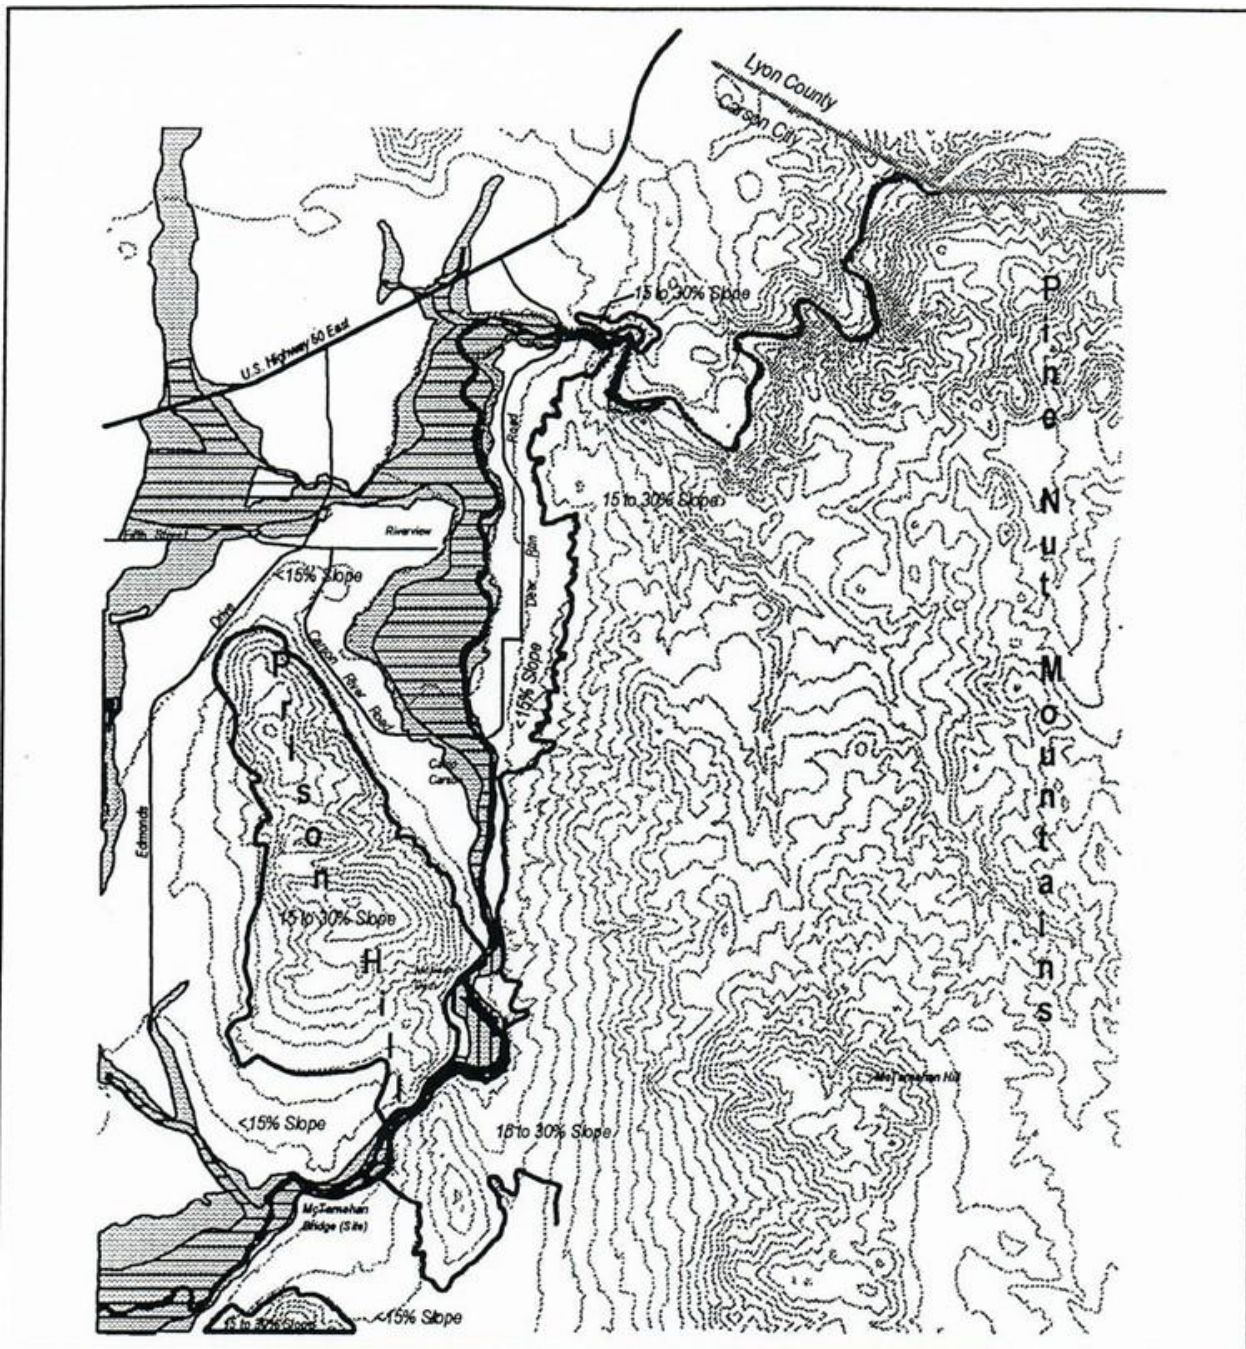 Lyon County
Carson City
15 to 30% Slope
U.S. Highway 50 East
Pine Nut Mountains
Road
15 to 30% Slope
Riverview
Deer Run
<15% Slope
Drive
Carson River Road
Prison Hill
<15% Slope
Edmonds
15 to 30% Slope
McTarnahan Hill
<15% Slope
15 to 30% Slope
McTarnahan
Bridge (Site)
<15% Slope
15 to 30% Slope